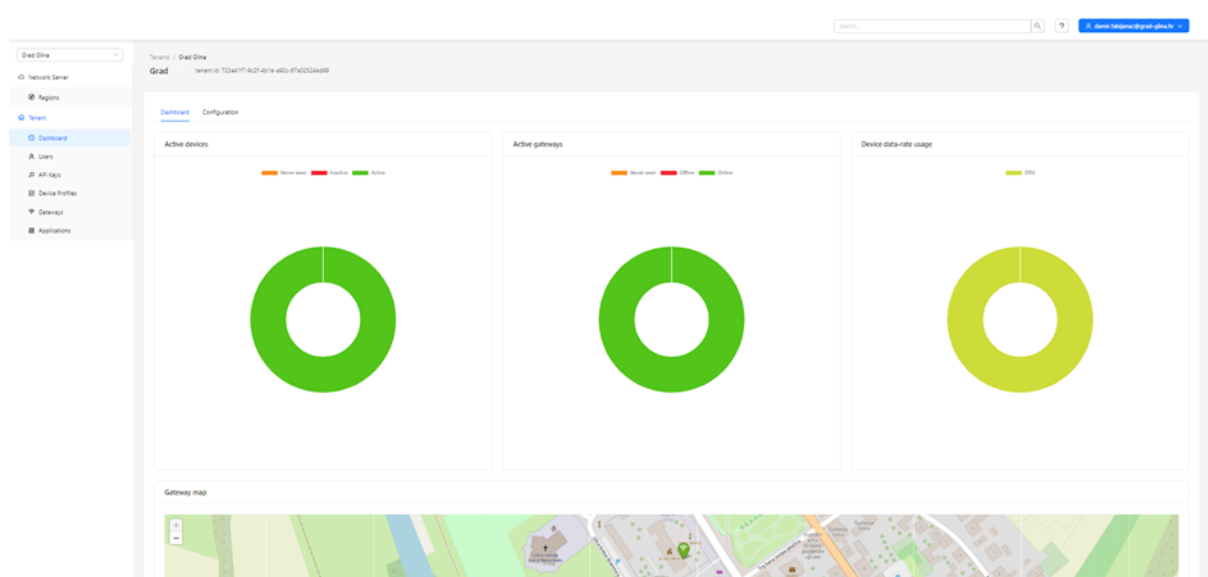 Search...
damir.fabijanac@grad-glina.hr
Grad Glina
Tenants / Grad Glina
Network Server
Grad
Regions
Tenant
Dashboard Configuration
Dashboard
Users
API Keys
Device Profiles
Gateways
Applications
Active devices
Active gateways
Device data-rate usage
Never seen Inactive Active
Never seen Offline Online
DR4
Gateway map